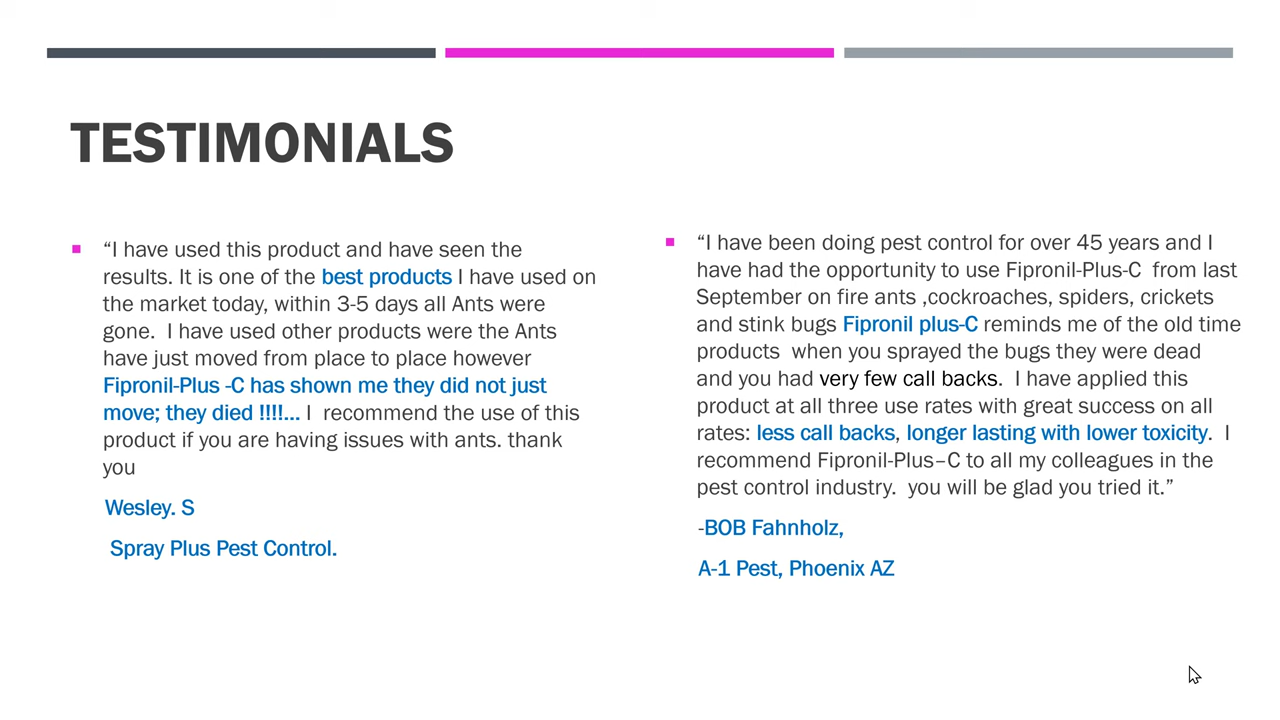 TESTIMONIALS
“I have used this product and have seen the
results. It is one of the best products I have used on
the market today, within 3-5 days all Ants were
gone.  I have used other products were the Ants
have just moved from place to place however
Fipronil-Plus -C has shown me they did not just
move; they died !!!!... I  recommend the use of this
product if you are having issues with ants. thank
you
Wesley. S
Spray Plus Pest Control.
“I have been doing pest control for over 45 years and I
have had the opportunity to use Fipronil-Plus-C  from last
September on fire ants ,cockroaches, spiders, crickets
and stink bugs Fipronil plus-C reminds me of the old time
products  when you sprayed the bugs they were dead
and you had very few call backs.  I have applied this
product at all three use rates with great success on all
rates: less call backs, longer lasting with lower toxicity.  I
recommend Fipronil-Plus–C to all my colleagues in the
pest control industry.  you will be glad you tried it.”
-BOB Fahnholz,
A-1 Pest, Phoenix AZ